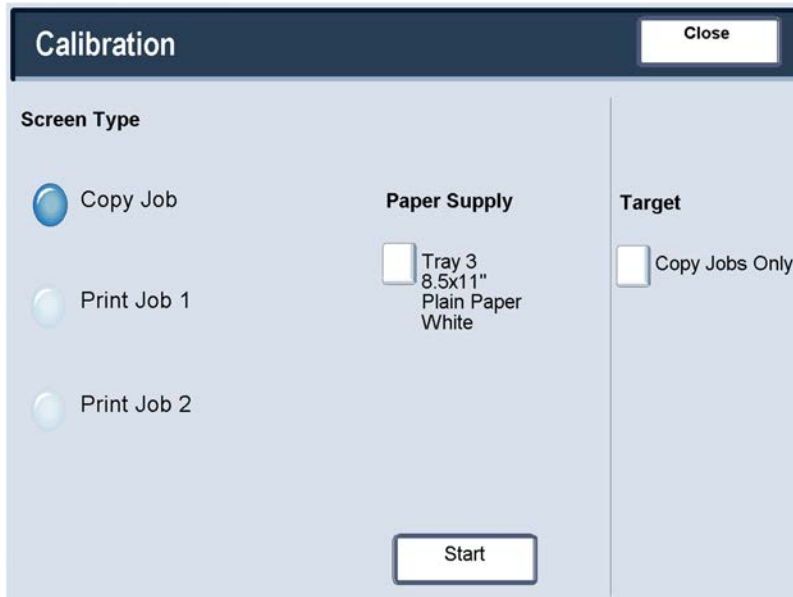 Calibration
Close
Screen Type
Copy Job
Print Job 1
Print Job 2
Paper Supply
Tray 3
8.5x11"
Plain Paper
White
Start
Target
Copy Jobs Only